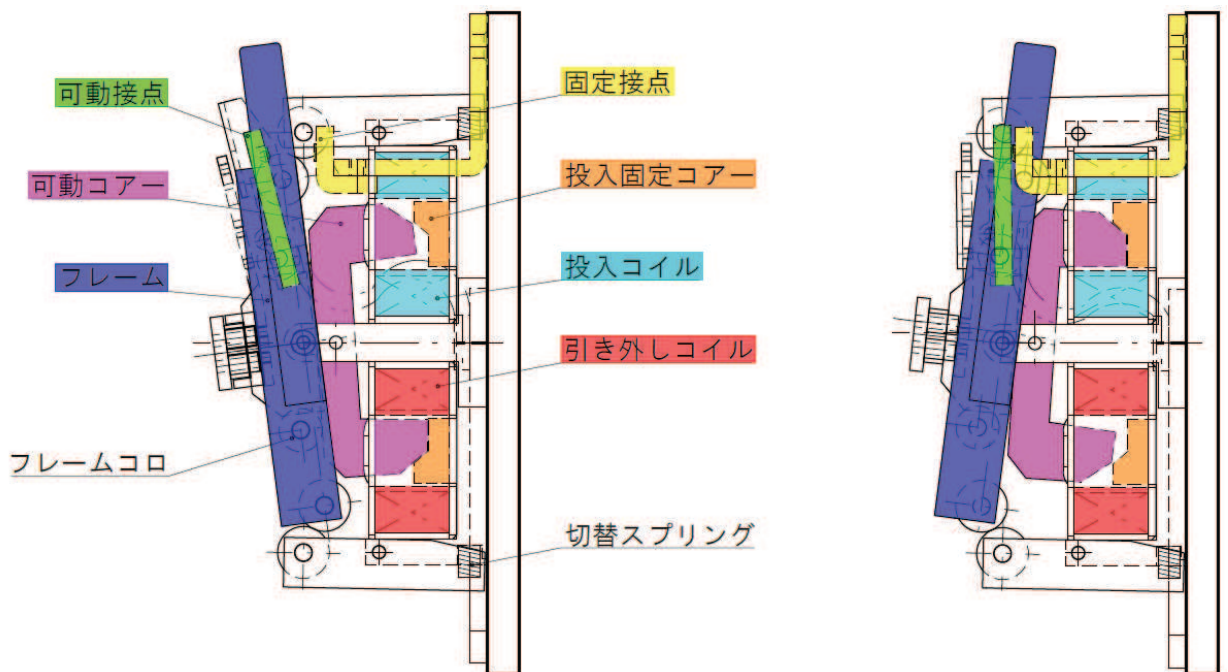 可動接点
可動コアー
フレーム
フレームコロ
固定接点
投入固定コアー
投入コイル
引き外しコイル
切替スプリング